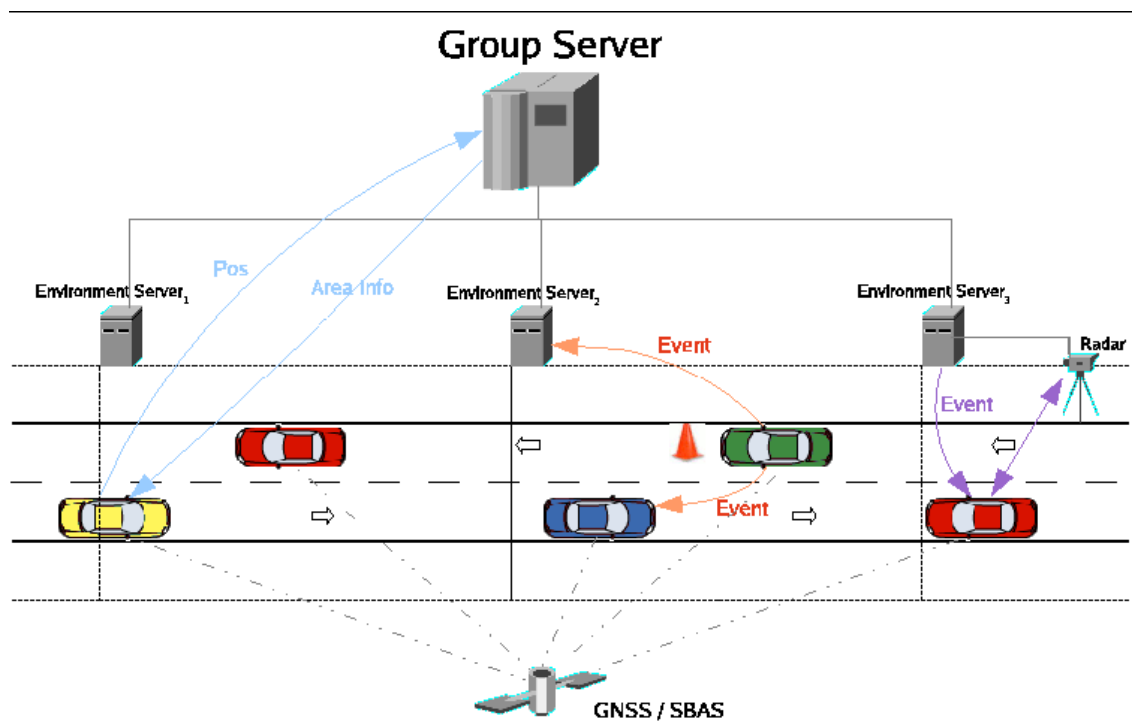 Group Server
Pos
Area Info
Environment Server1
Environment Server2
Environment Server3
Event
Radar
Event
Event
GNSS / SBAS